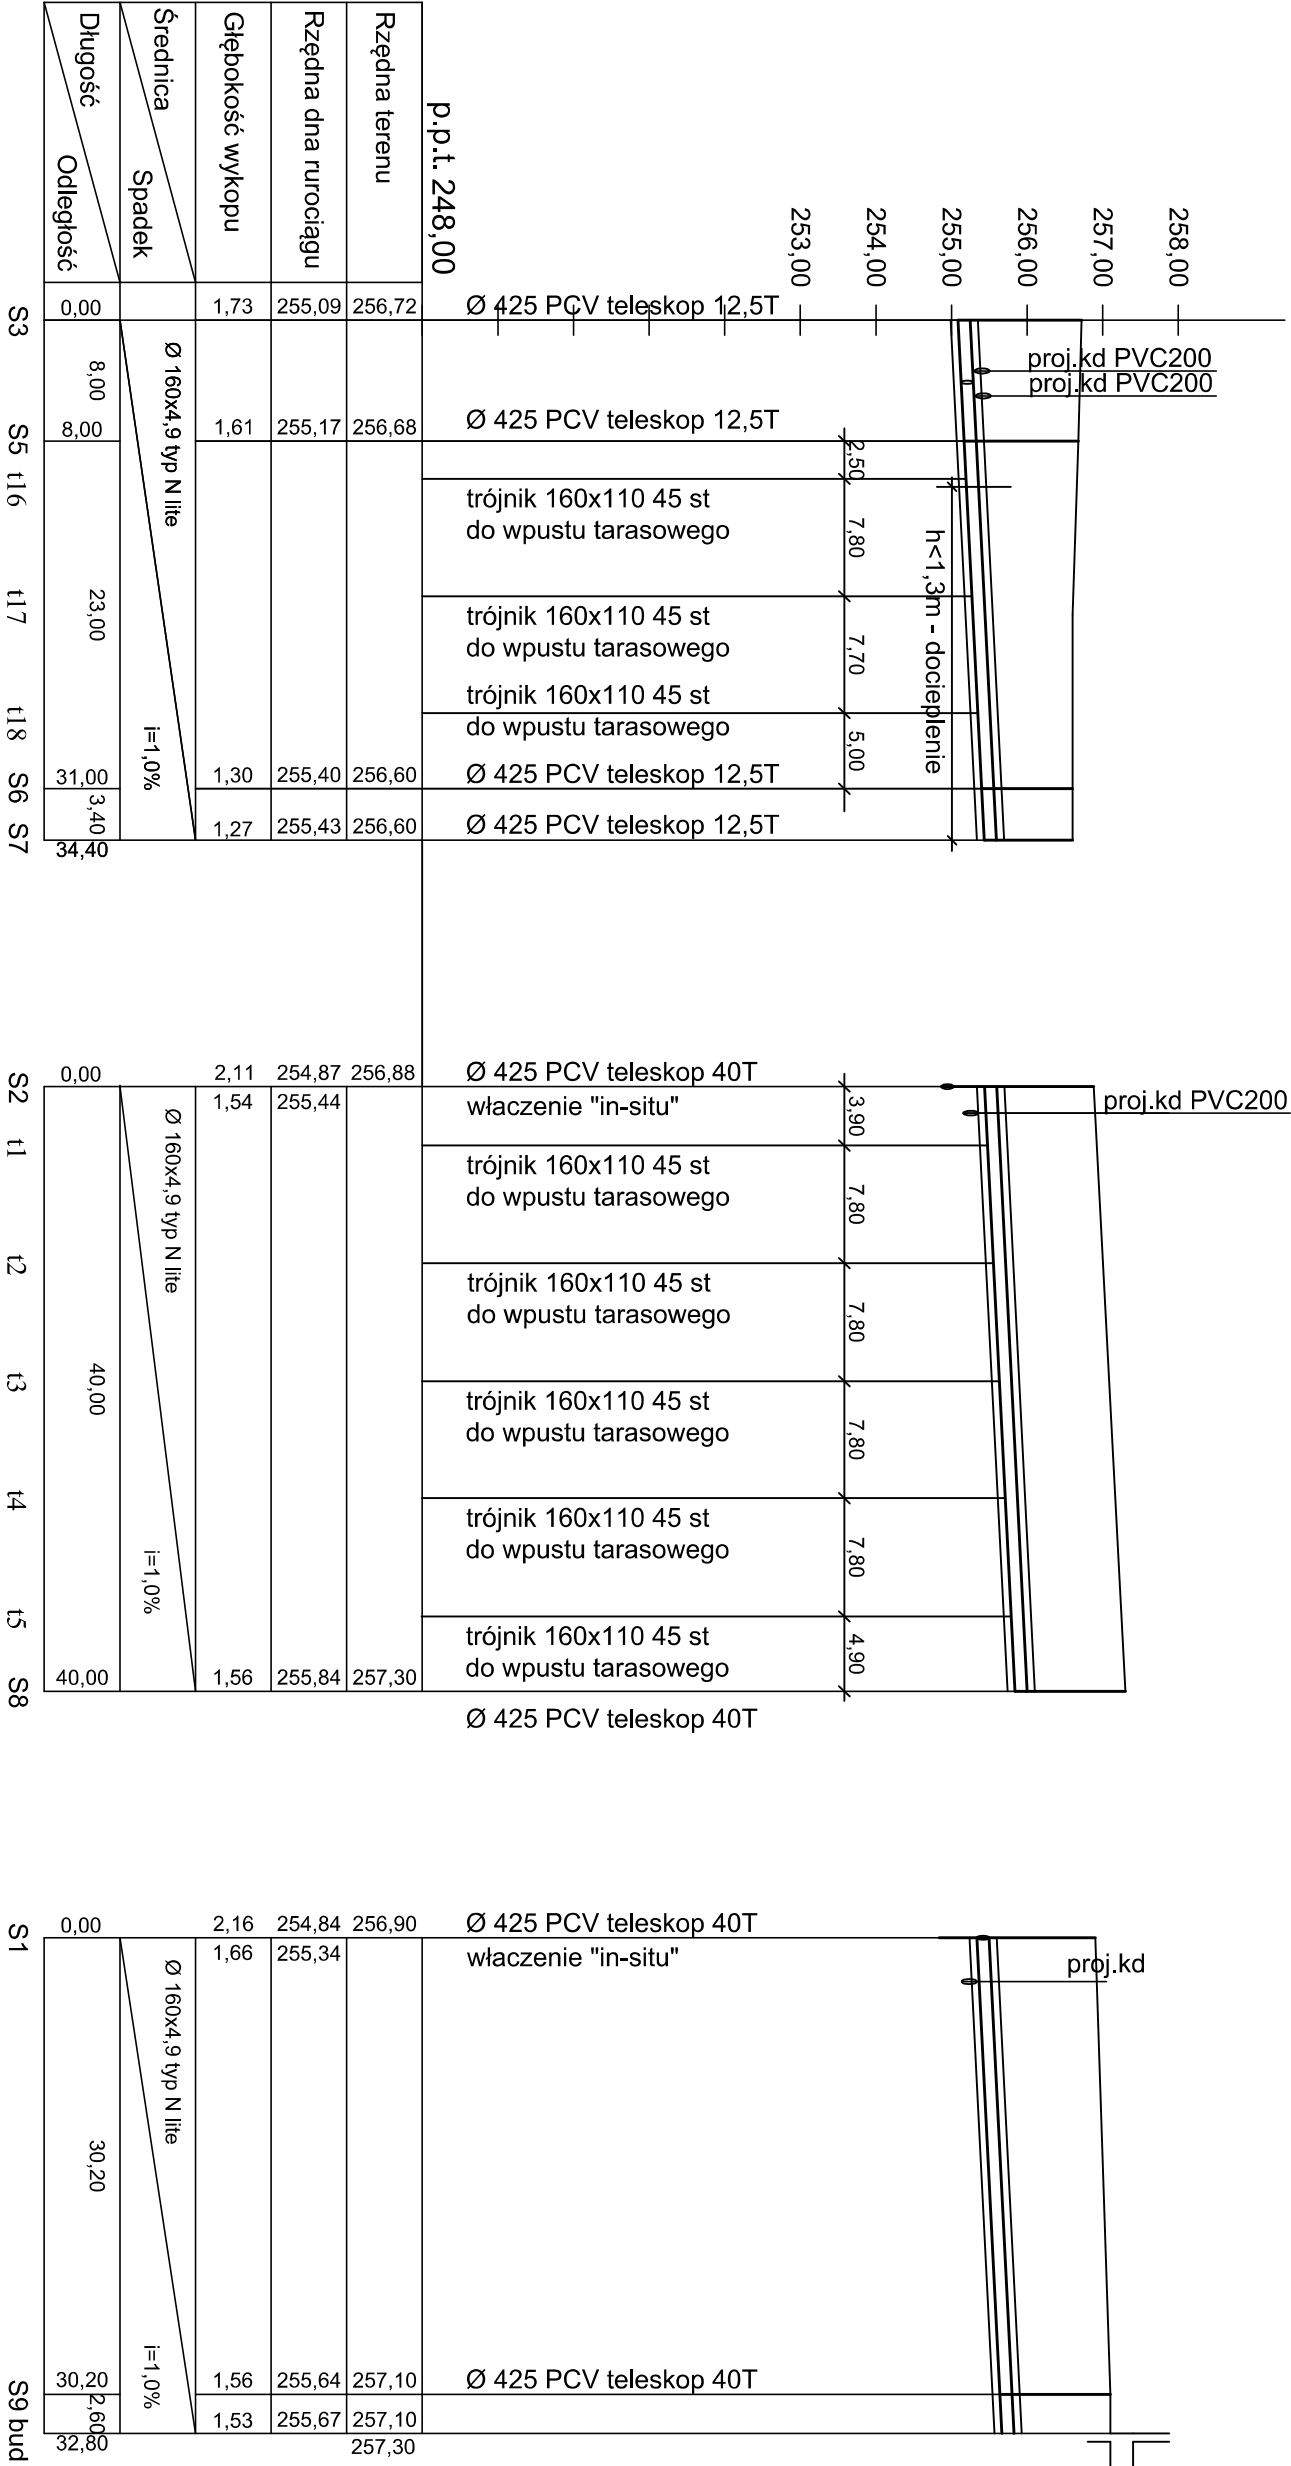 258,00
257,00
256,00
255,00
254,00
253,00
p.p.t. 248,00
Rzędna terenu
Rzędna dna rurociągu
Głębokość wykopu
Średnica
Spadek
Długość
Odległość
proj.kd PVC200
proj.kd PVC200
Ø 425 PCV teleskop 12,5T
256,72
255,09
1,73
0,00
S3
Ø 160x4,9 typ N lite
8,00
Ø 425 PCV teleskop 12,5T
256,68
255,17
1,61
8,00
S5
2,50
t16
trójnik 160x110 45 st
do wpustu tarasowego
7,80
h<1,3m - docieplenie
t17
trójnik 160x110 45 st
do wpustu tarasowego
23,00
7,70
t18
trójnik 160x110 45 st
do wpustu tarasowego
5,00
i=1,0%
Ø 425 PCV teleskop 12,5T
256,60
255,40
1,30
31,00
S6
3,40
Ø 425 PCV teleskop 12,5T
256,60
255,43
1,27
34,40
S7
Ø 425 PCV teleskop 40T
256,88
254,87
2,11
0,00
S2
właczenie "in-situ"
255,44
1,54
proj.kd PVC200
3,90
Ø 160x4,9 typ N lite
t1
trójnik 160x110 45 st
do wpustu tarasowego
7,80
t2
trójnik 160x110 45 st
do wpustu tarasowego
7,80
t3
trójnik 160x110 45 st
do wpustu tarasowego
40,00
7,80
t4
trójnik 160x110 45 st
do wpustu tarasowego
7,80
i=1,0%
t5
trójnik 160x110 45 st
do wpustu tarasowego
4,90
257,30
255,84
1,56
40,00
S8
Ø 425 PCV teleskop 40T
Ø 425 PCV teleskop 40T
256,90
254,84
2,16
0,00
S1
właczenie "in-situ"
255,34
1,66
proj.kd
Ø 160x4,9 typ N lite
30,20
i=1,0%
Ø 425 PCV teleskop 40T
257,10
255,64
1,56
30,20
S9 bud
2,60
257,10
255,67
1,53
257,30
32,80